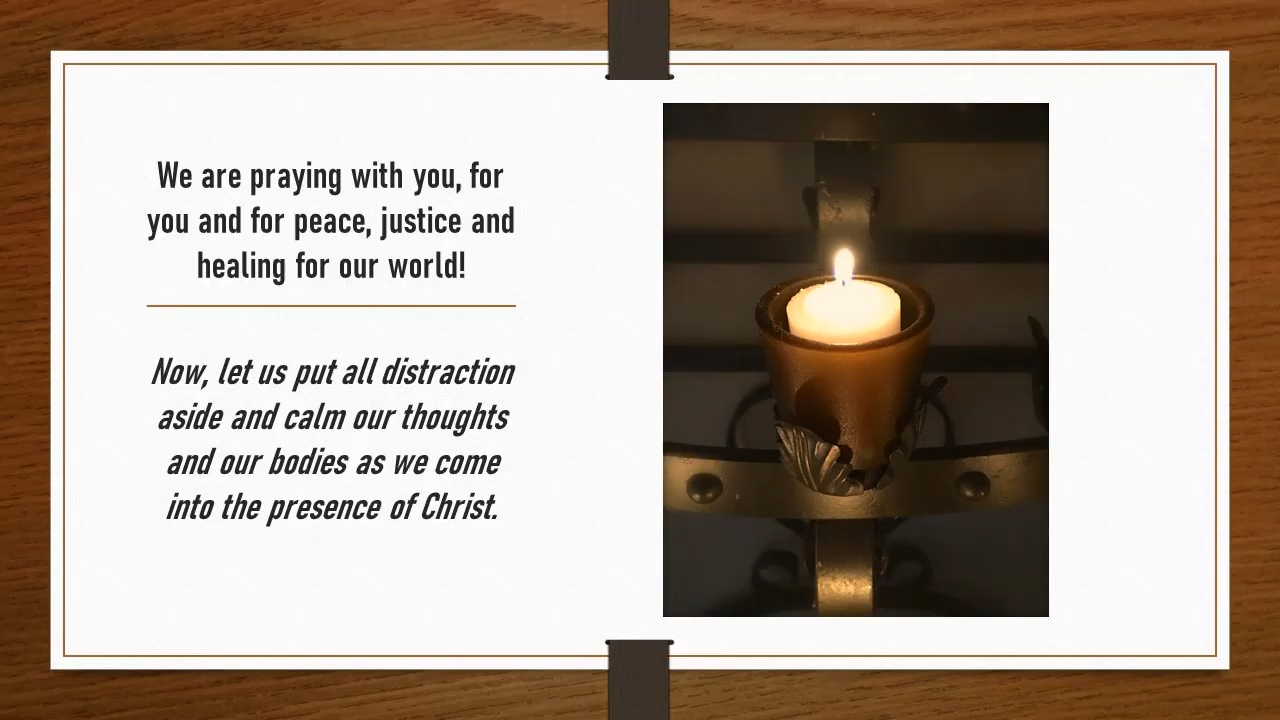 We are praying with you, for
you and for peace, justice and
healing for our world!
Now, let us put all distraction
aside and calm our thoughts
and our bodies as we come
into the presence of Christ.